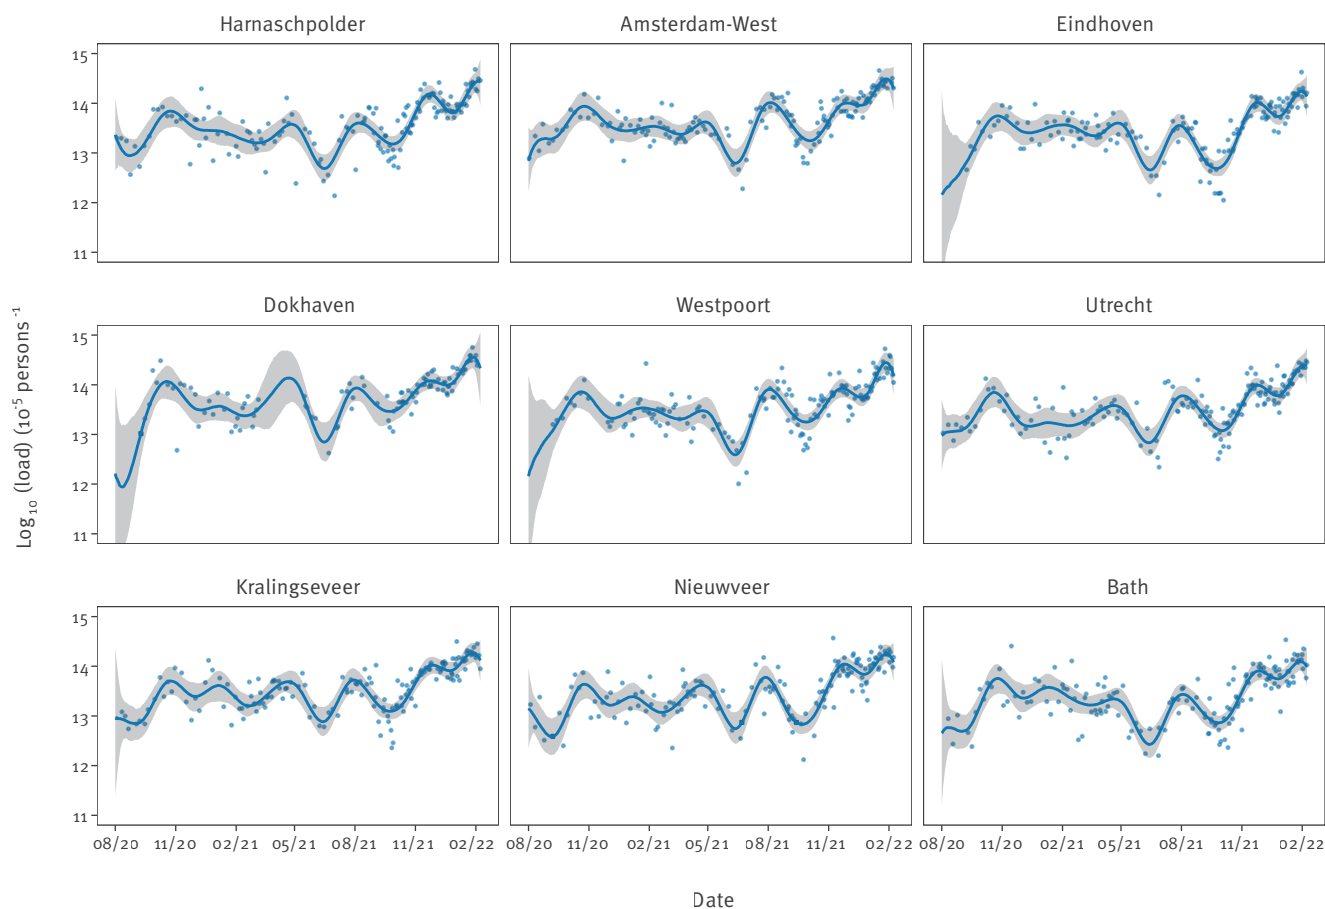 Harnaschpolder Amsterdam-West Eindhoven
15
14
13
12
11
Dokhaven Westpoort Utrecht
15
14
13
12
11
Log₁₀ (load) (10⁻⁵ persons⁻¹
Kralingseveer Nieuwveer Bath
15
14
13
12
11
08/20 11/20 02/21 05/21 08/21 11/21 02/22 08/20 11/20 02/21 05/21 08/21 11/21 02/22 08/20 11/20 02/21 05/21 08/21 11/21 02/22
Date